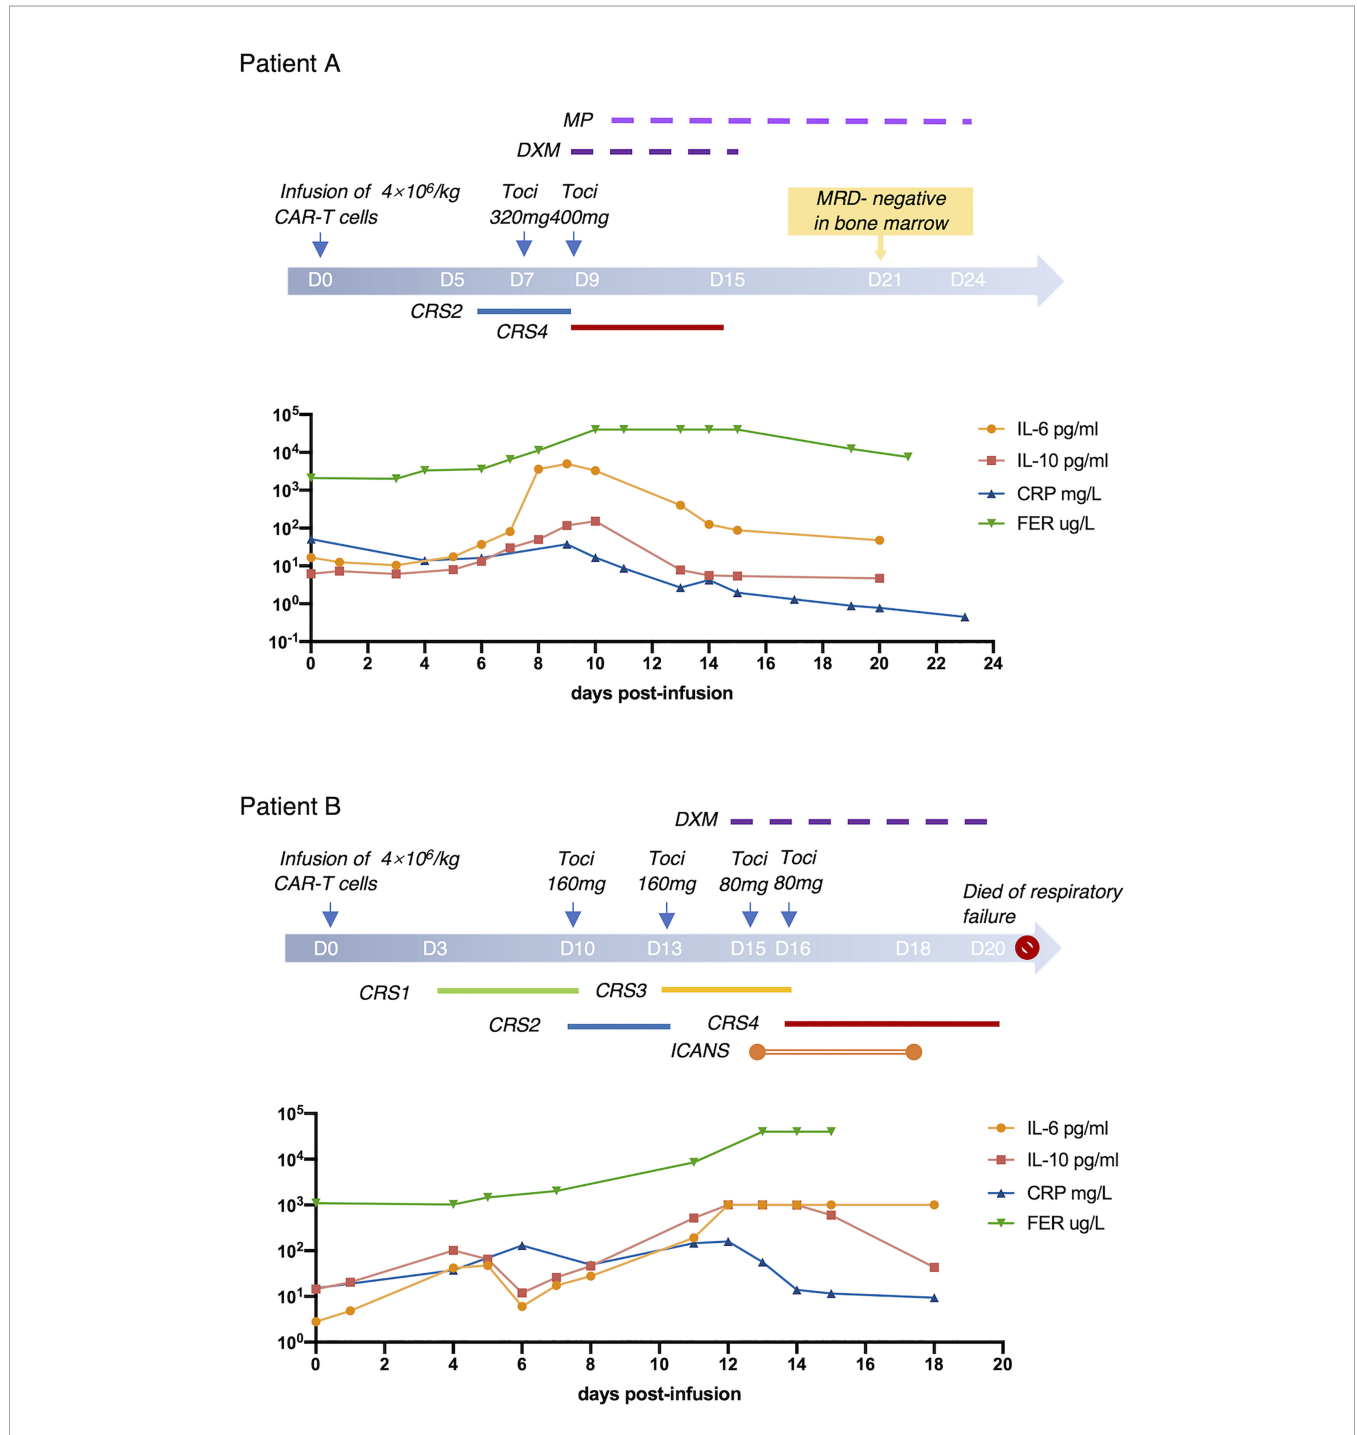 Patient A
MP
DXM
Infusion of 4×10⁶/kg
CAR-T cells
Toci
320mg
Toci
400mg
MRD- negative
in bone marrow
D0 D5 D7 D9 D15 D21 D24
CRS2
CRS4
10⁵
10⁴
10³
10²
10¹
10⁰
10⁻¹
0 2 4 6 8 10 12 14 16 18 20 22 24
days post-infusion
IL-6 pg/ml
IL-10 pg/ml
CRP mg/L
FER ug/L
Patient B
DXM
Infusion of 4×10⁶/kg
CAR-T cells
Toci
160mg
Toci
160mg
Toci
80mg
Toci
80mg
Died of respiratory
failure
D0 D3 D10 D13 D15 D16 D18 D20
CRS1
CRS3
CRS2
CRS4
ICANS
10⁵
10⁴
10³
10²
10¹
10⁰
0 2 4 6 8 10 12 14 16 18 20
days post-infusion
IL-6 pg/ml
IL-10 pg/ml
CRP mg/L
FER ug/L